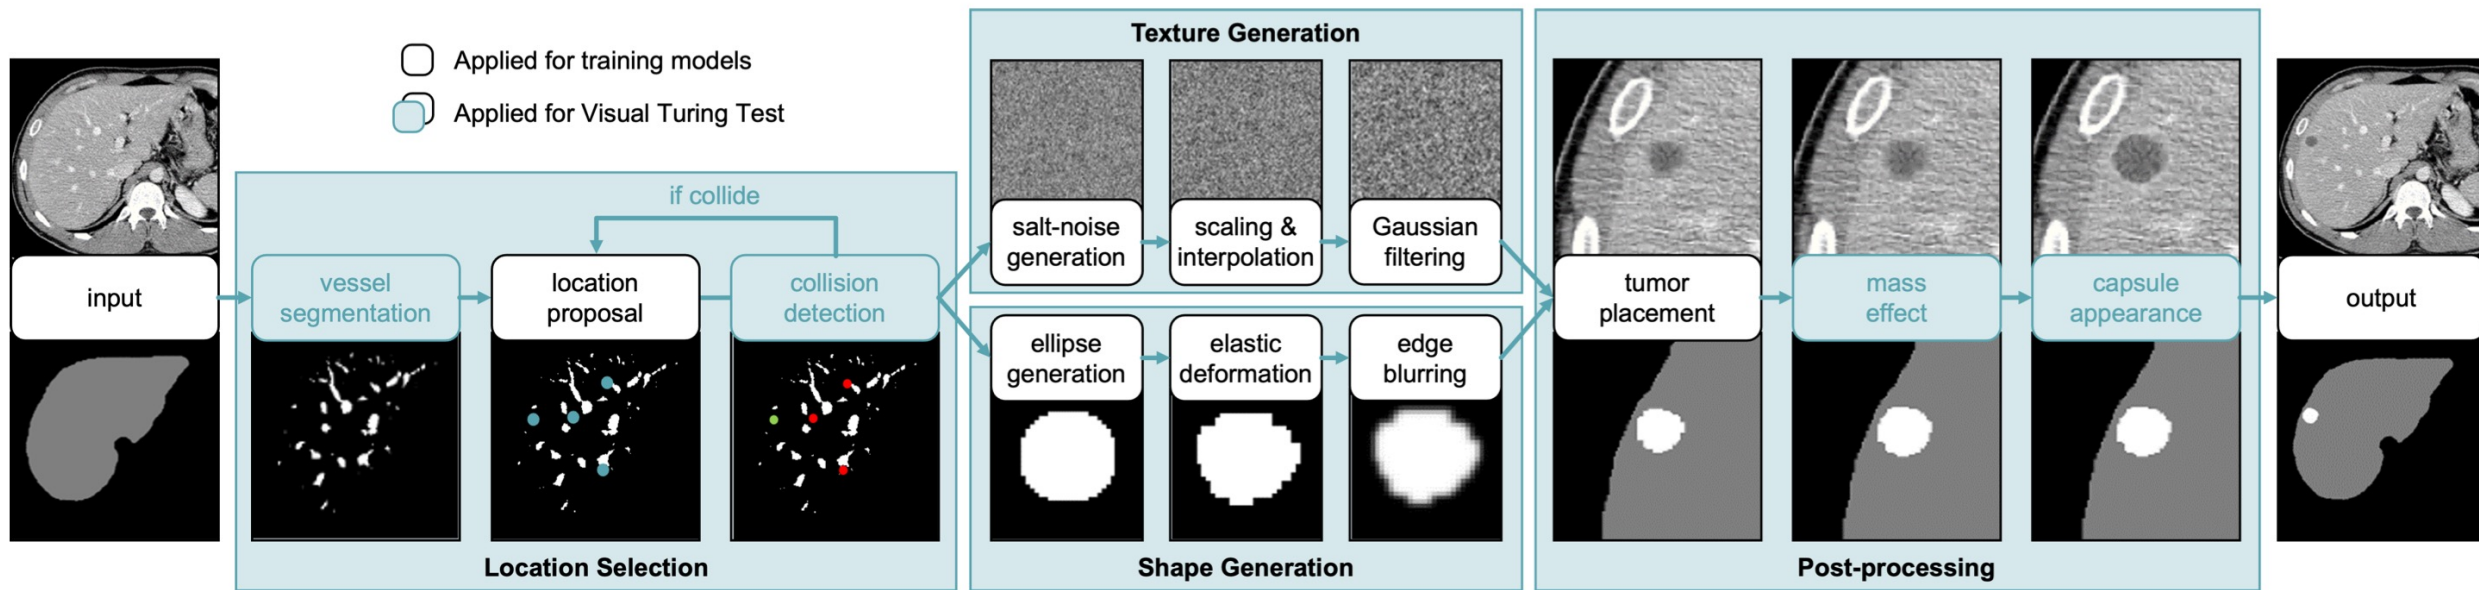 Applied for training models
Applied for Visual Turing Test
input
if collide
vessel
segmentation
location
proposal
collision
detection
Location Selection
Texture Generation
salt-noise
generation
scaling &
interpolation
Gaussian
filtering
ellipse
generation
elastic
deformation
edge
blurring
Shape Generation
tumor
placement
mass
effect
capsule
appearance
Post-processing
output